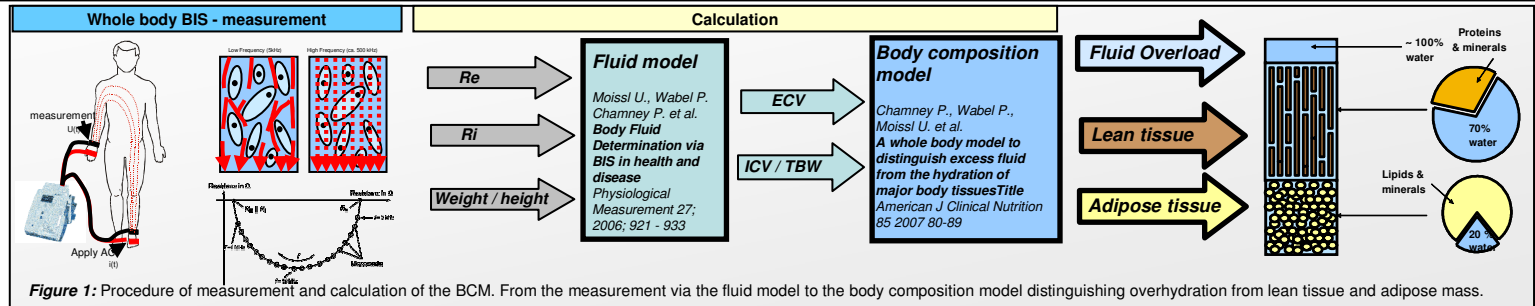 Whole body BIS - measurement
Calculation
Low Frequency (5kHz)
High Frequency (ca. 500 kHz)
measurement
U(t)
Apply AC
i(t)
Re
Ri
Weight / height
Fluid model
Moissl U., Wabel P.
Chamney P. et al.
Body Fluid
Determination via
BIS in health and
disease
Physiological
Measurement 27;
2006; 921 - 933
ECV
ICV / TBW
Body composition
model
Chamney P., Wabel P.,
Moissl U. et al.
A whole body model to
distinguish excess fluid
from the hydration of
major body tissuesTitle
American J Clinical Nutrition
85 2007 80-89
Fluid Overload
Lean tissue
Adipose tissue
~ 100%
water
Proteins
& minerals
70%
water
Lipids &
minerals
20 %
water
Figure 1: Procedure of measurement and calculation of the BCM. From the measurement via the fluid model to the body composition model distinguishing overhydration from lean tissue and adipose mass.